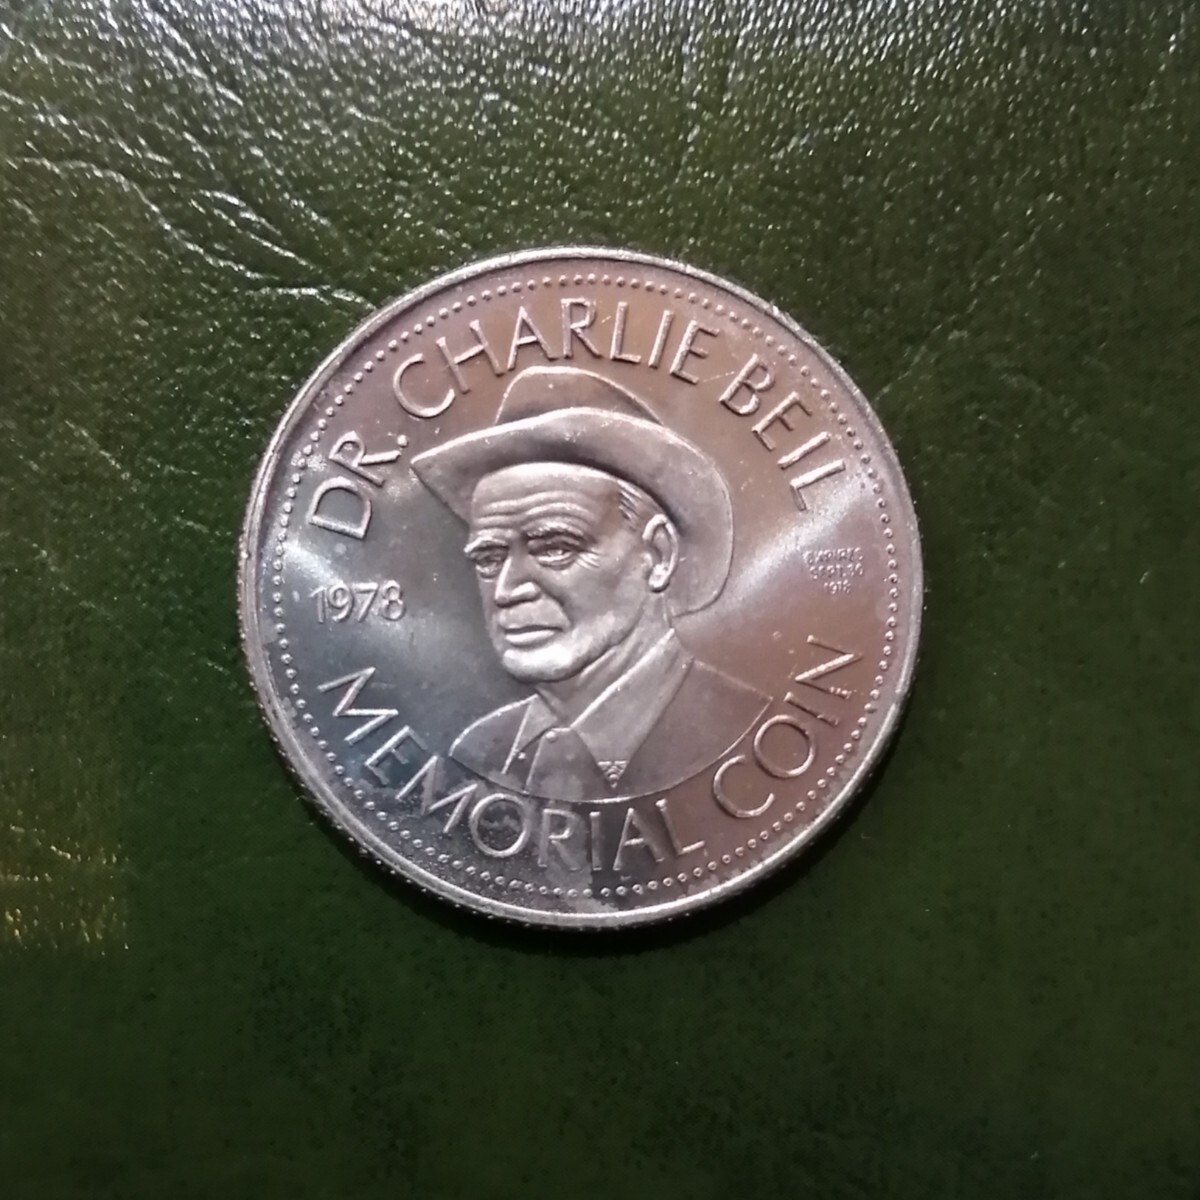 DR. CHARLIE BEIL
1978
MEMORIAL COIN